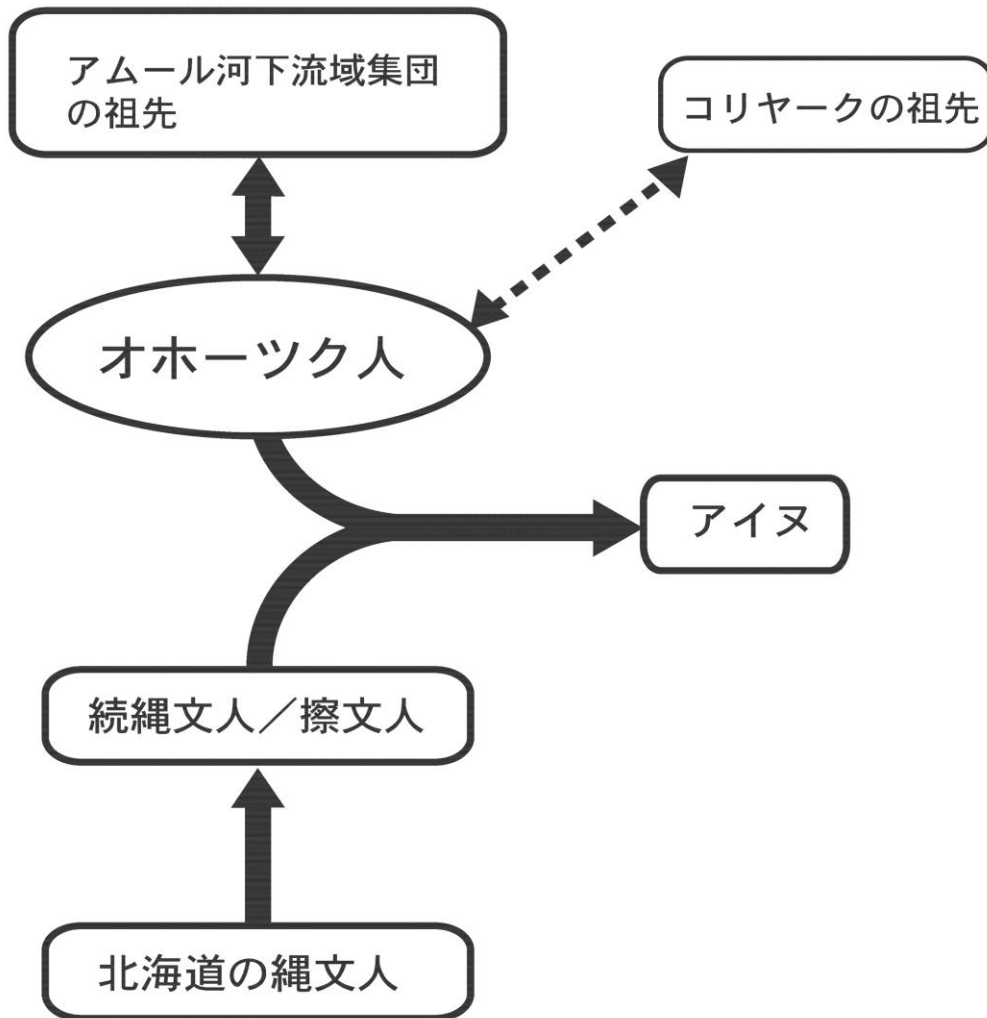 アムール河下流域集団
の祖先
コリヤークの祖先
オホーツク人
アイヌ
続縄文人／擦文人
北海道の縄文人